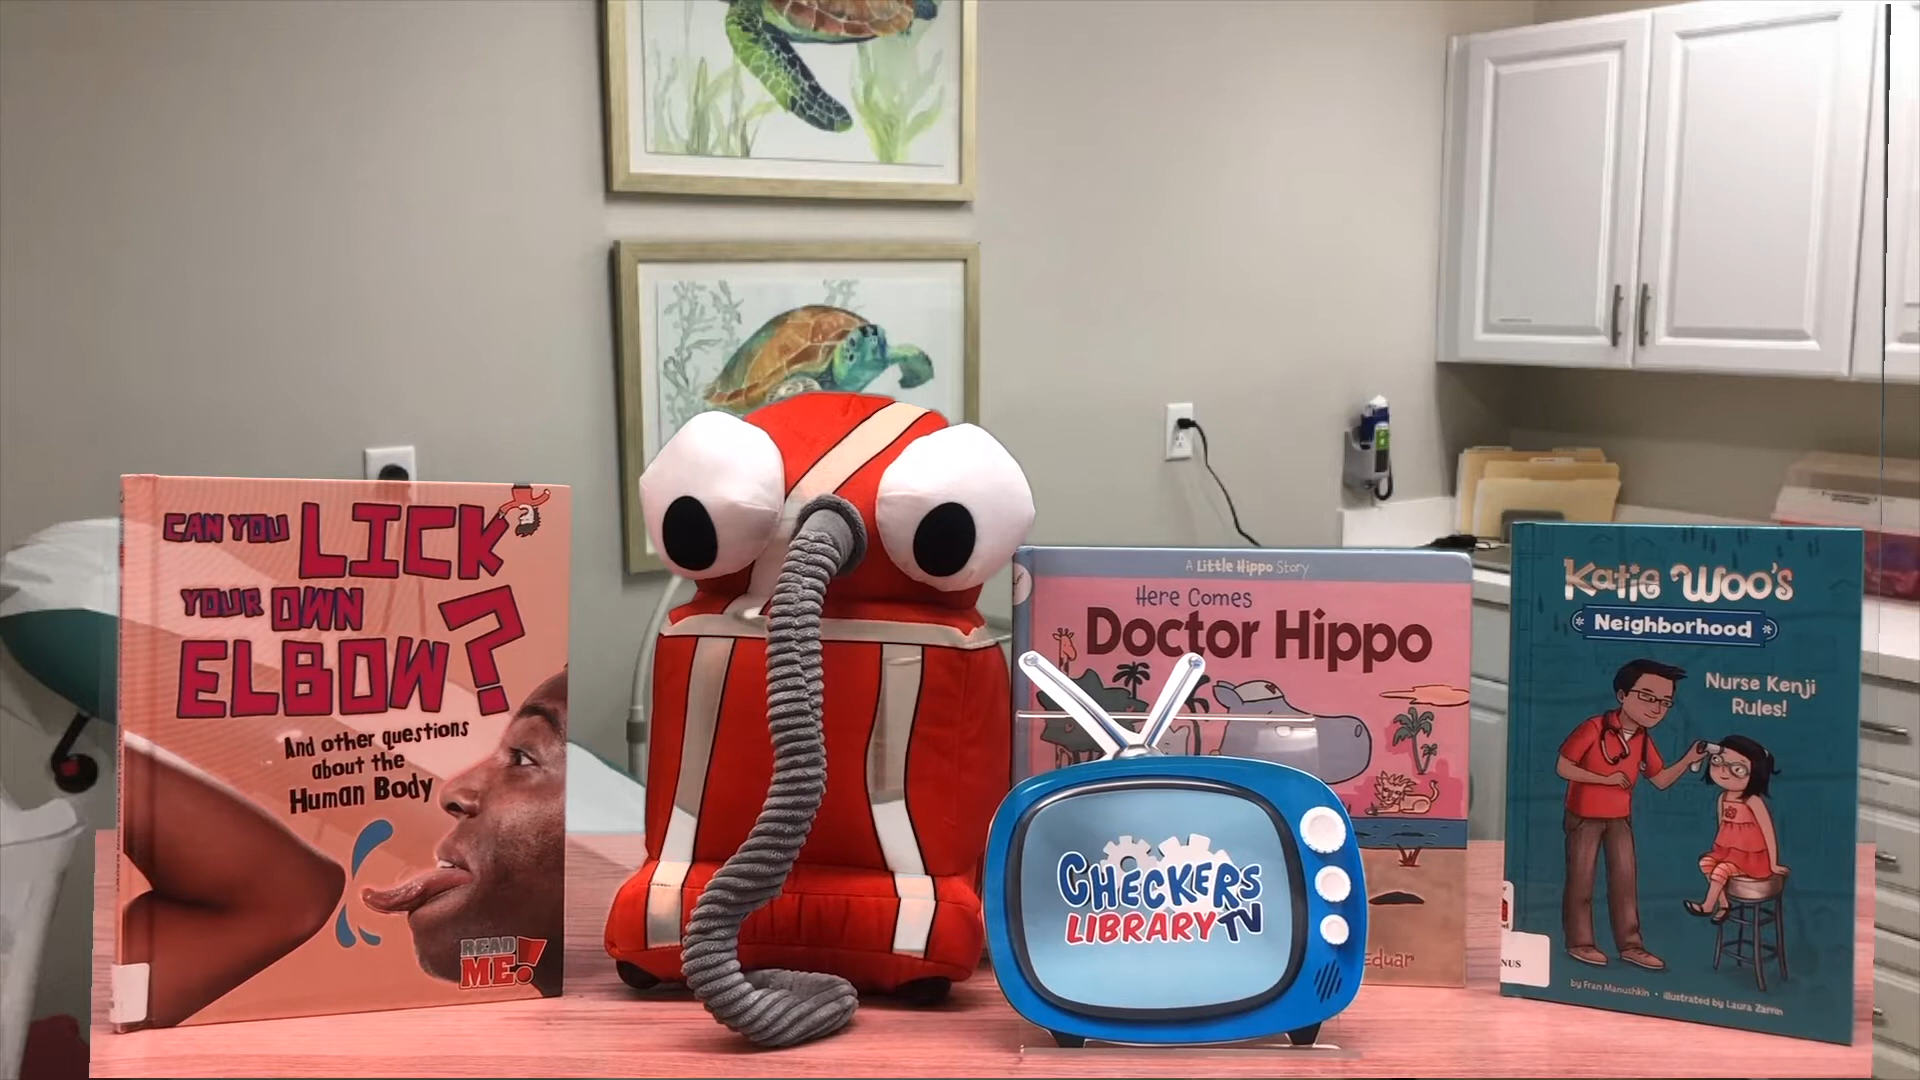 CAN YOU LICK
YOUR OWN
ELBOW?
And other questions
about the
Human Body
READ
ME!
A Little Hippo Story
Here Comes
Doctor Hippo
CHECKERS
LIBRARY TV
Katie Woo's
Neighborhood
Nurse Kenji
Rules!
NUS
by Fran Manushkin • illustrated by Laura Zarrin